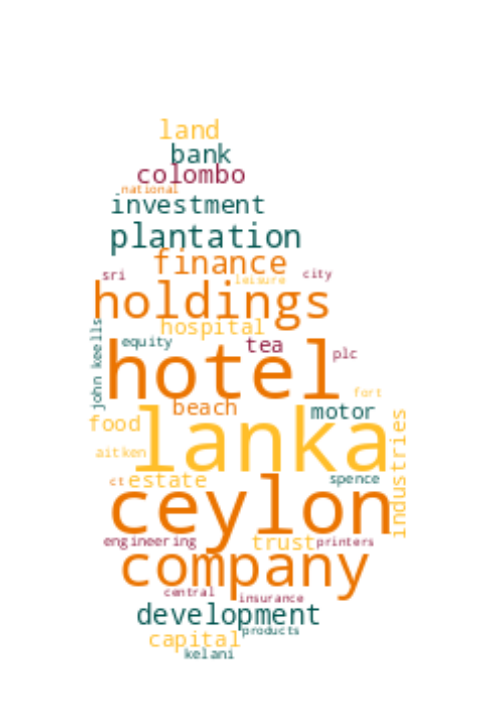 land
bank
colombo
national
investment
plantation
finance
sri
leisure
city
holdings
hospital
john keells
equity
tea
plc
hotel
fort
beach
motor
food
lanka
industries
aitken
ct
estate
spence
ceylon
engineering
trust
printers
company
central
insurance
development
products
capital
kelani